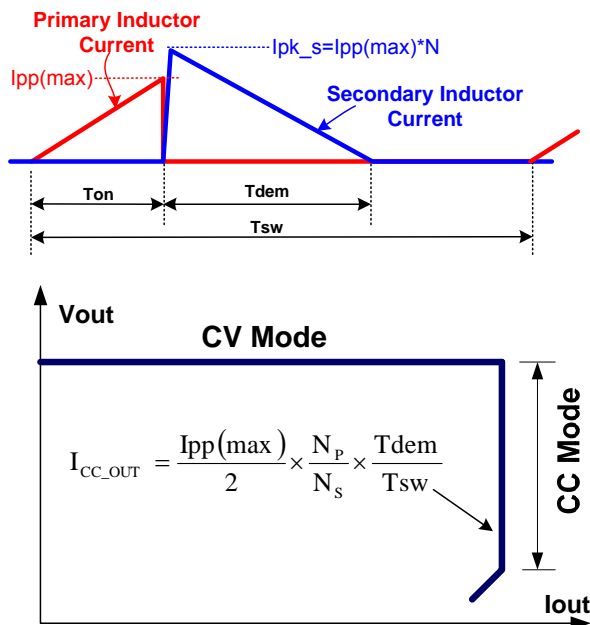 Primary Inductor
Current
Ipk_s=Ipp(max)*N
Ipp(max)
Secondary Inductor
Current
Ton
Tdem
Tsw
Vout
CV Mode
I_CC_OUT = Ipp(max)/2 × N_P/N_S × Tdem/Tsw
CC Mode
Iout